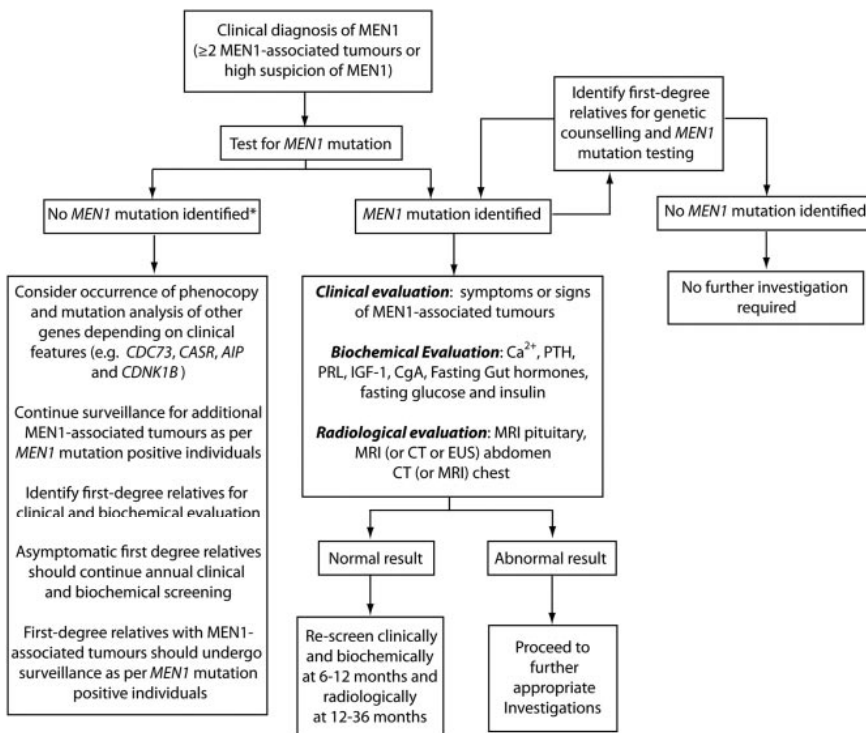 Clinical diagnosis of MEN1
(≥2 MEN1-associated tumours or
high suspicion of MEN1)
Identify first-degree
relatives for genetic
counselling and MEN1
mutation testing
Test for MEN1 mutation
No MEN1 mutation identified*
MEN1 mutation identified
No MEN1 mutation identified
No further investigation
required
Consider occurrence of phenocopy
and mutation analysis of other
genes depending on clinical
features (e.g. CDC73, CASR, AIP
and CDNK1B )
Continue surveillance for additional
MEN1-associated tumours as per
MEN1 mutation positive individuals
Identify first-degree relatives for
clinical and biochemical evaluation
Asymptomatic first degree relatives
should continue annual clinical
and biochemical screening
First-degree relatives with MEN1-
associated tumours should undergo
surveillance as per MEN1 mutation
positive individuals
Clinical evaluation: symptoms or signs
of MEN1-associated tumours
Biochemical Evaluation: Ca²⁺, PTH,
PRL, IGF-1, CgA, Fasting Gut hormones,
fasting glucose and insulin
Radiological evaluation: MRI pituitary,
MRI (or CT or EUS) abdomen
CT (or MRI) chest
Normal result
Abnormal result
Re-screen clinically
and biochemically
at 6-12 months and
radiologically
at 12-36 months
Proceed to
further
appropriate
Investigations